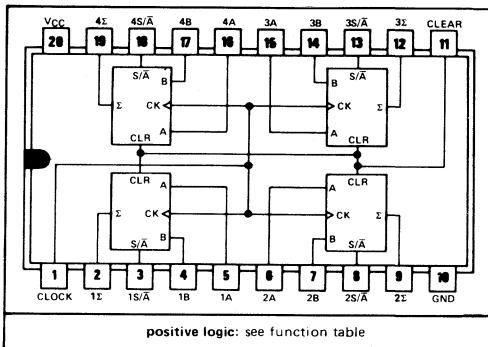 VCC 4Σ 4S/A̅ 4B 4A 3A 3B 3S/A̅ 3Σ CLEAR
20 19 18 17 16 15 14 13 12 11
S/A̅ S/A̅
B B
Σ CK CK Σ
A A
CLR CLR
CLR CLR
A A
Σ CK CK Σ
B B
S/A̅ S/A̅
1 2 3 4 5 6 7 8 9 10
CLOCK 1Σ 1S/A̅ 1B 1A 2A 2B 2S/A̅ 2Σ GND
positive logic: see function table